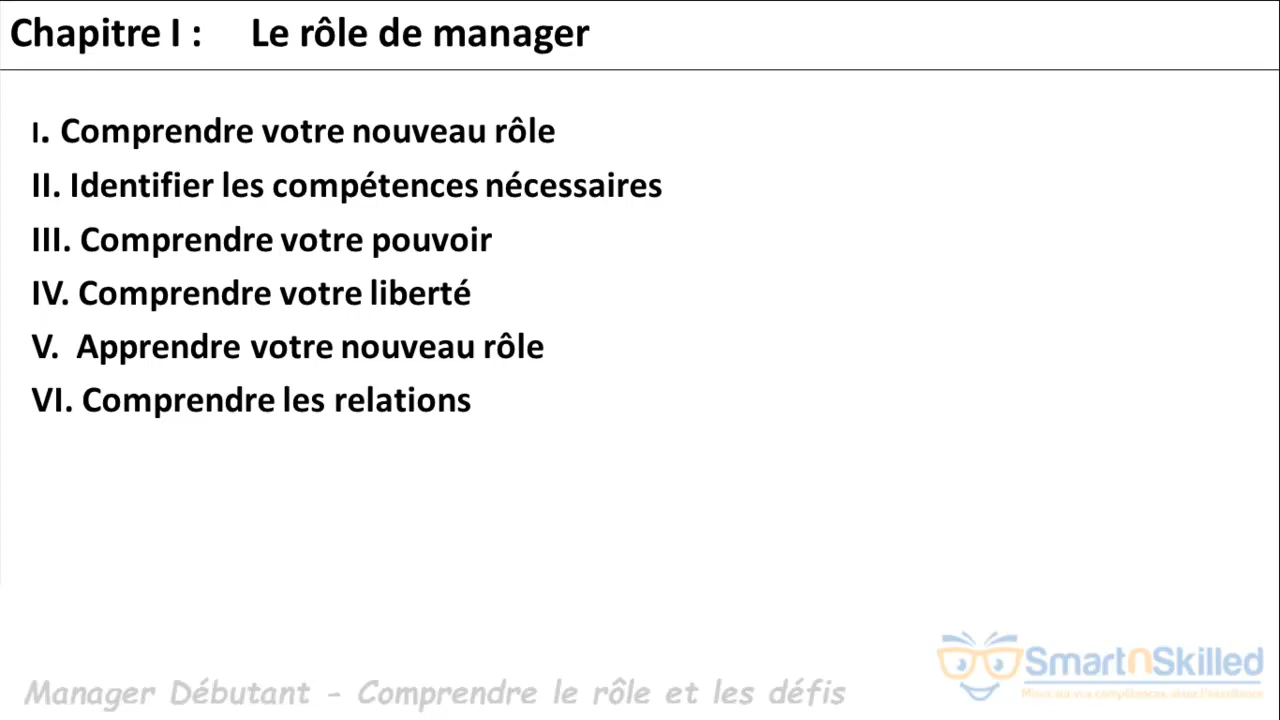 Chapitre I : Le rôle de manager
I. Comprendre votre nouveau rôle
II. Identifier les compétences nécessaires
III. Comprendre votre pouvoir
IV. Comprendre votre liberté
V. Apprendre votre nouveau rôle
VI. Comprendre les relations
SmartnSkilled
Manager Débutant - Comprendre le rôle et les défis